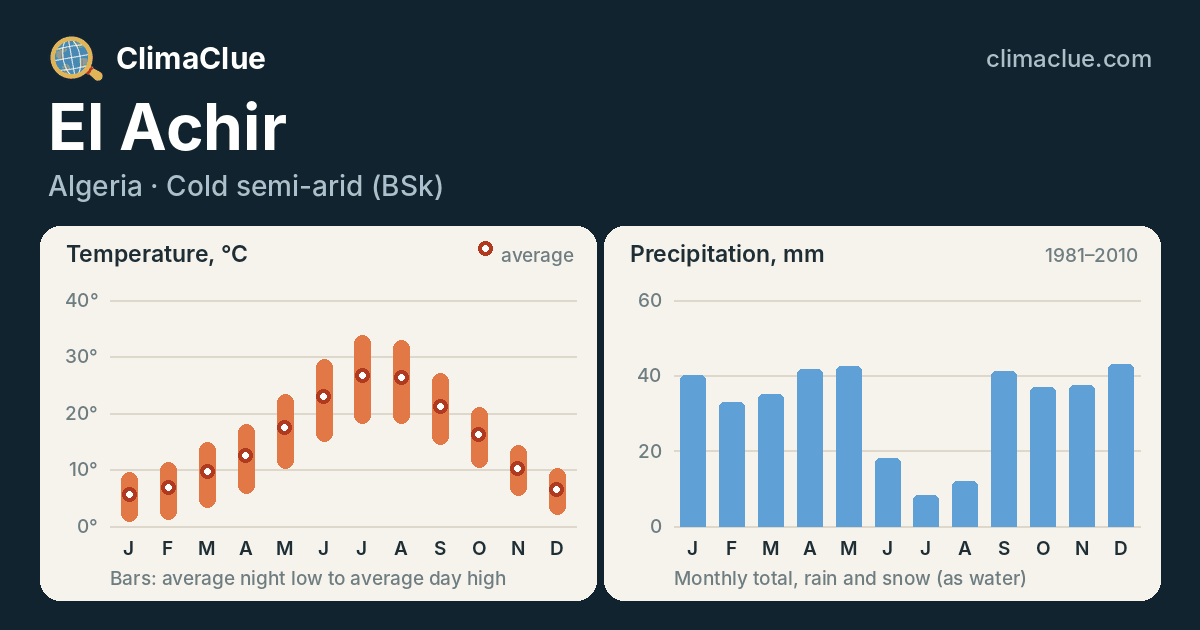 ClimaClue
climaclue.com
El Achir
Algeria · Cold semi-arid (BSk)
Temperature, °C
average
40°
30°
20°
10°
0°
J F M A M J J A S O N D
Bars: average night low to average day high
Precipitation, mm
1981–2010
60
40
20
0
J F M A M J J A S O N D
Monthly total, rain and snow (as water)